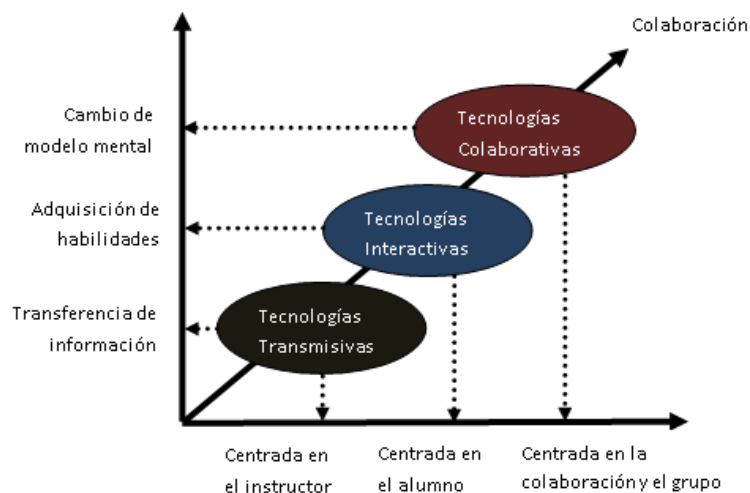 Colaboración
Cambio de
modelo mental
Tecnologías
Colaborativas
Adquisición de
habilidades
Tecnologías
Interactivas
Transferencia de
información
Tecnologías
Transmisivas
Centrada en
el instructor
Centrada en
el alumno
Centrada en la
colaboración y el grupo